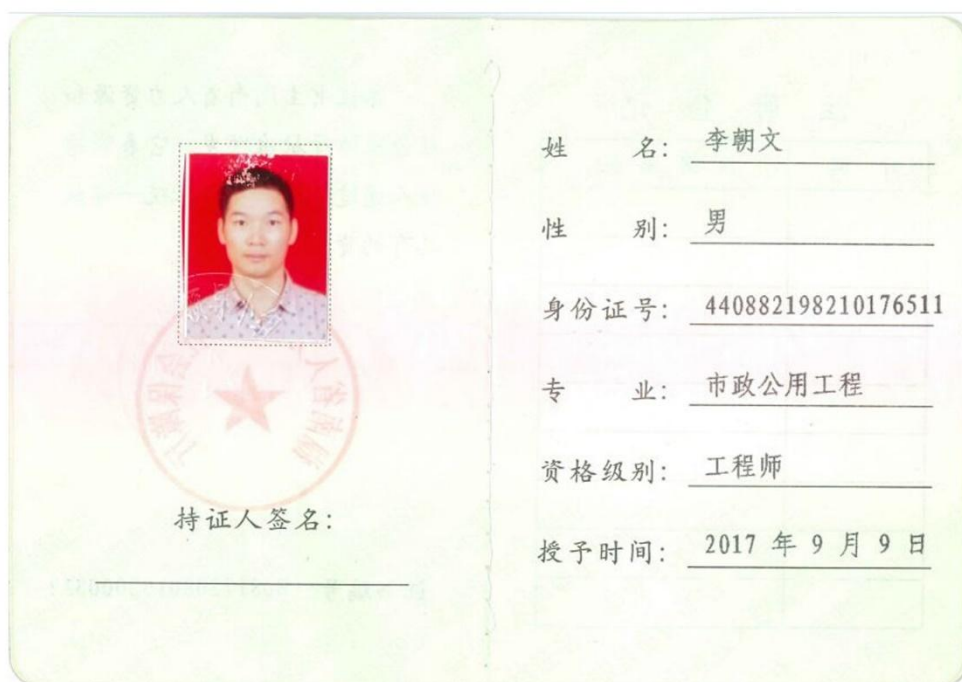 持证人签名:
姓 名: 李朝文
性 别: 男
身份证号: 440882198210176511
专 业: 市政公用工程
资格级别: 工程师
授予时间: 2017 年 9 月 9 日